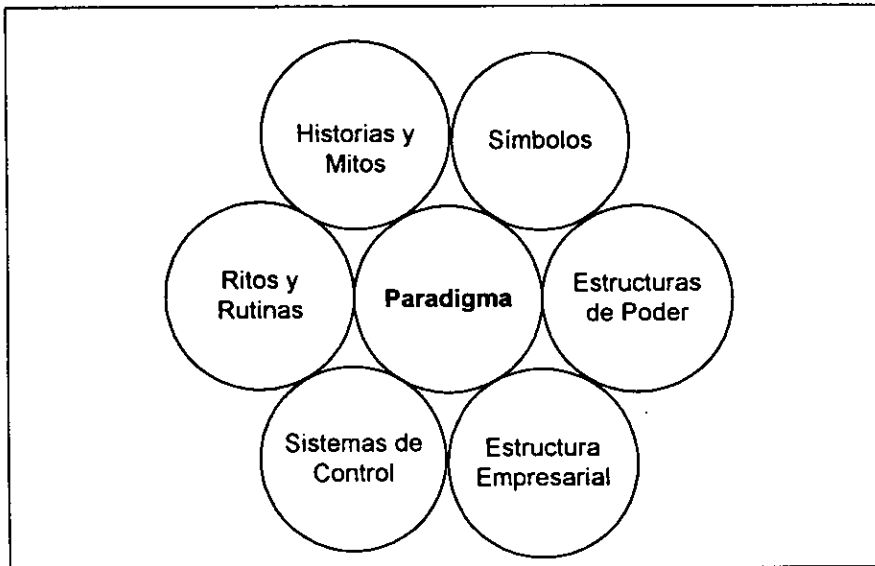 Historias y
Mitos
Símbolos
Ritos y
Rutinas
Paradigma
Estructuras
de Poder
Sistemas de
Control
Estructura
Empresarial